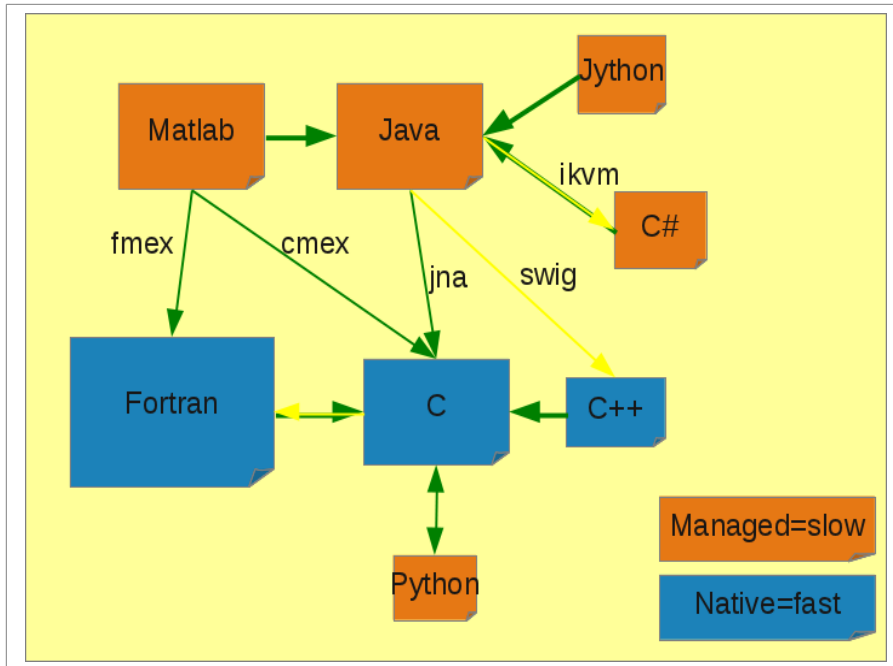 Jython
Matlab
Java
ikvm
C#
fmex
cmex
jna
swig
Fortran
C
C++
Managed=slow
Python
Native=fast